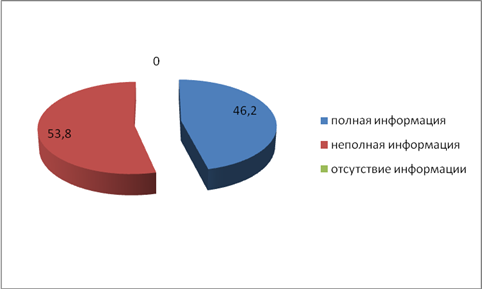 0
46,2
53,8
полная информация
неполная информация
отсутствие информации